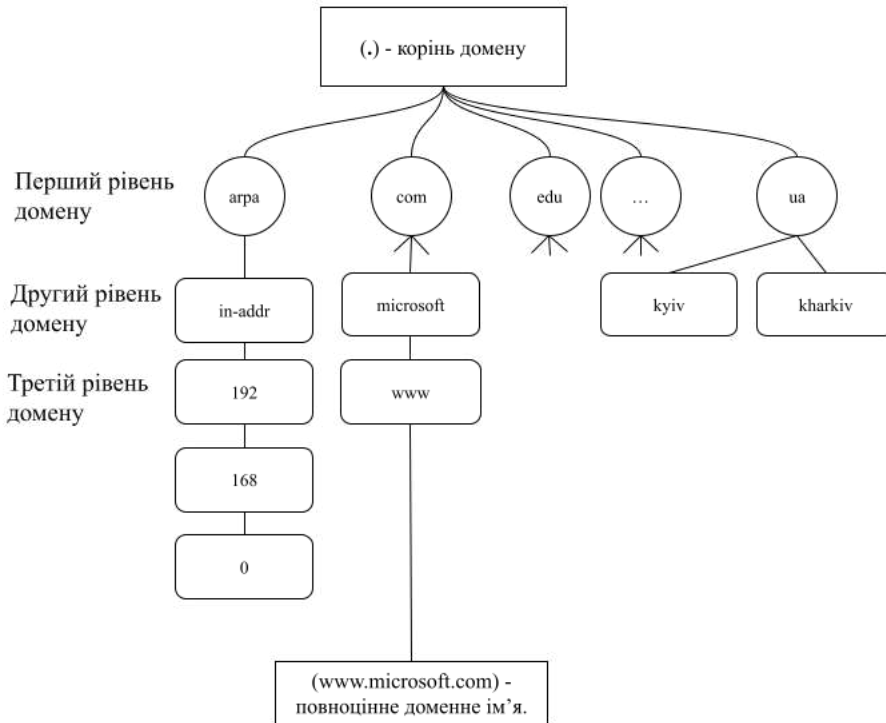 (.) - корінь домену
Перший рівень
домену
arpa
com
edu
...
ua
Другий рівень
домену
in-addr
microsoft
kyiv
kharkiv
Третій рівень
домену
192
www
168
0
(www.microsoft.com) -
повноцінне доменне ім’я.